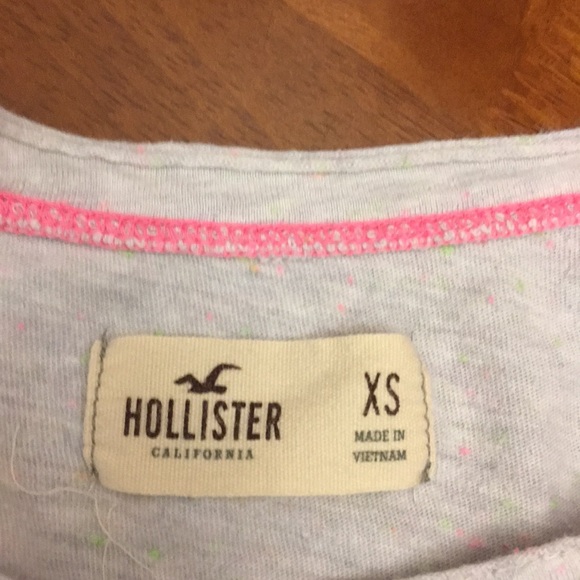 HOLLISTER
CALIFORNIA
XS
MADE IN
VIETNAM